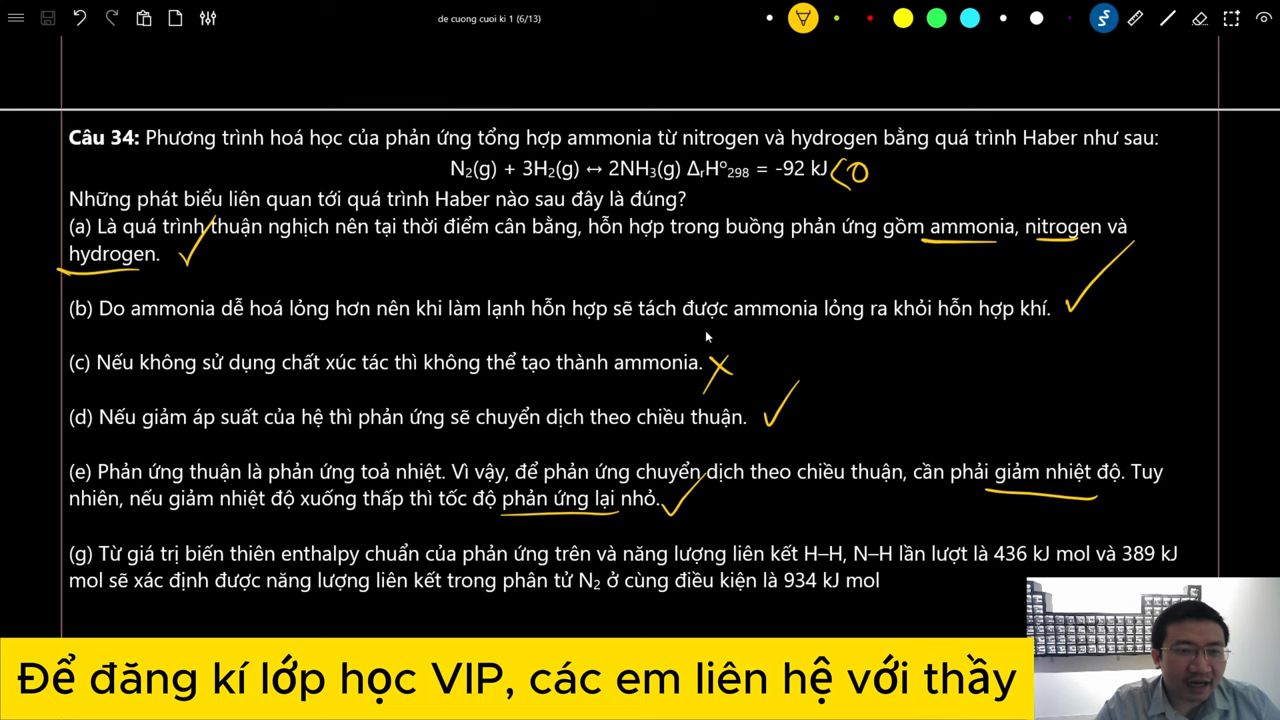 de cuong cuoi ki 1 (6/13)
Câu 34: Phương trình hoá học của phản ứng tổng hợp ammonia từ nitrogen và hydrogen bằng quá trình Haber như sau:
N₂(g) + 3H₂(g) ↔ 2NH₃(g) ΔᵣHᵒ₂₉₈ = -92 kJ <0
Những phát biểu liên quan tới quá trình Haber nào sau đây là đúng?
(a) Là quá trình thuận nghịch nên tại thời điểm cân bằng, hỗn hợp trong buồng phản ứng gồm ammonia, nitrogen và
hydrogen.
(b) Do ammonia dễ hoá lỏng hơn nên khi làm lạnh hỗn hợp sẽ tách được ammonia lỏng ra khỏi hỗn hợp khí.
(c) Nếu không sử dụng chất xúc tác thì không thể tạo thành ammonia.
(d) Nếu giảm áp suất của hệ thì phản ứng sẽ chuyển dịch theo chiều thuận.
(e) Phản ứng thuận là phản ứng toả nhiệt. Vì vậy, để phản ứng chuyển dịch theo chiều thuận, cần phải giảm nhiệt độ. Tuy
nhiên, nếu giảm nhiệt độ xuống thấp thì tốc độ phản ứng lại nhỏ.
(g) Từ giá trị biến thiên enthalpy chuẩn của phản ứng trên và năng lượng liên kết H–H, N–H lần lượt là 436 kJ mol và 389 kJ
mol sẽ xác định được năng lượng liên kết trong phân tử N₂ ở cùng điều kiện là 934 kJ mol
Để đăng kí lớp học VIP, các em liên hệ với thầy